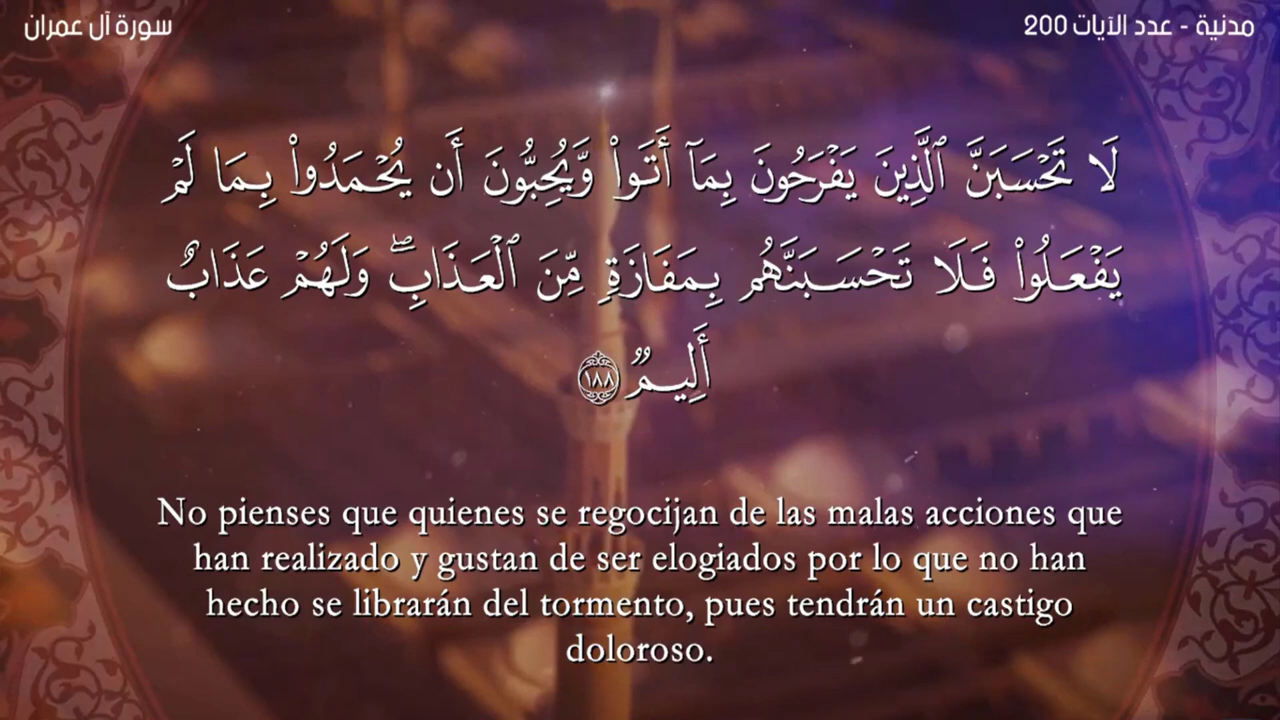 مدنية - عدد الآيات 200
سورة آل عمران
لَا تَحْسَبَنَّ ٱلَّذِينَ يَفْرَحُونَ بِمَآ أَتَوا۟ وَّيُحِبُّونَ أَن يُحْمَدُوا۟ بِمَا لَمْ
يَفْعَلُوا۟ فَلَا تَحْسَبَنَّهُم بِمَفَازَةٍ مِّنَ ٱلْعَذَابِ ۖ وَلَهُمْ عَذَابٌ
أَلِيمٌ ١٨٨
No pienses que quienes se regocijan de las malas acciones que
han realizado y gustan de ser elogiados por lo que no han
hecho se librarán del tormento, pues tendrán un castigo
doloroso.